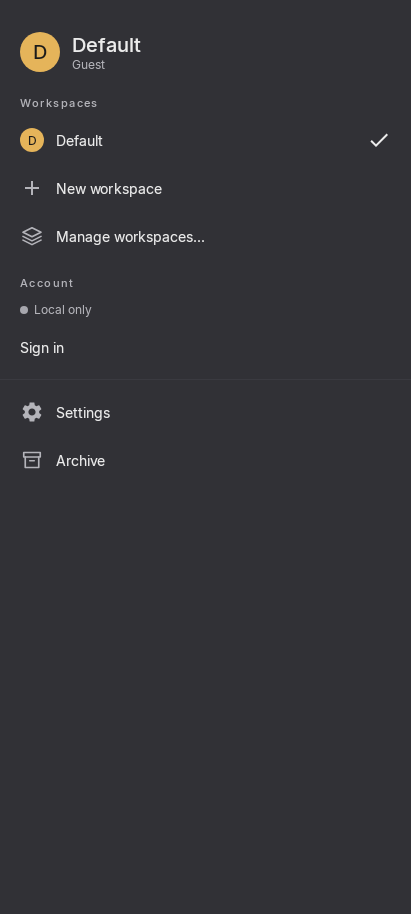 D
Default
Guest
Workspaces
D
Default
New workspace
Manage workspaces...
Account
Local only
Sign in
Settings
Archive